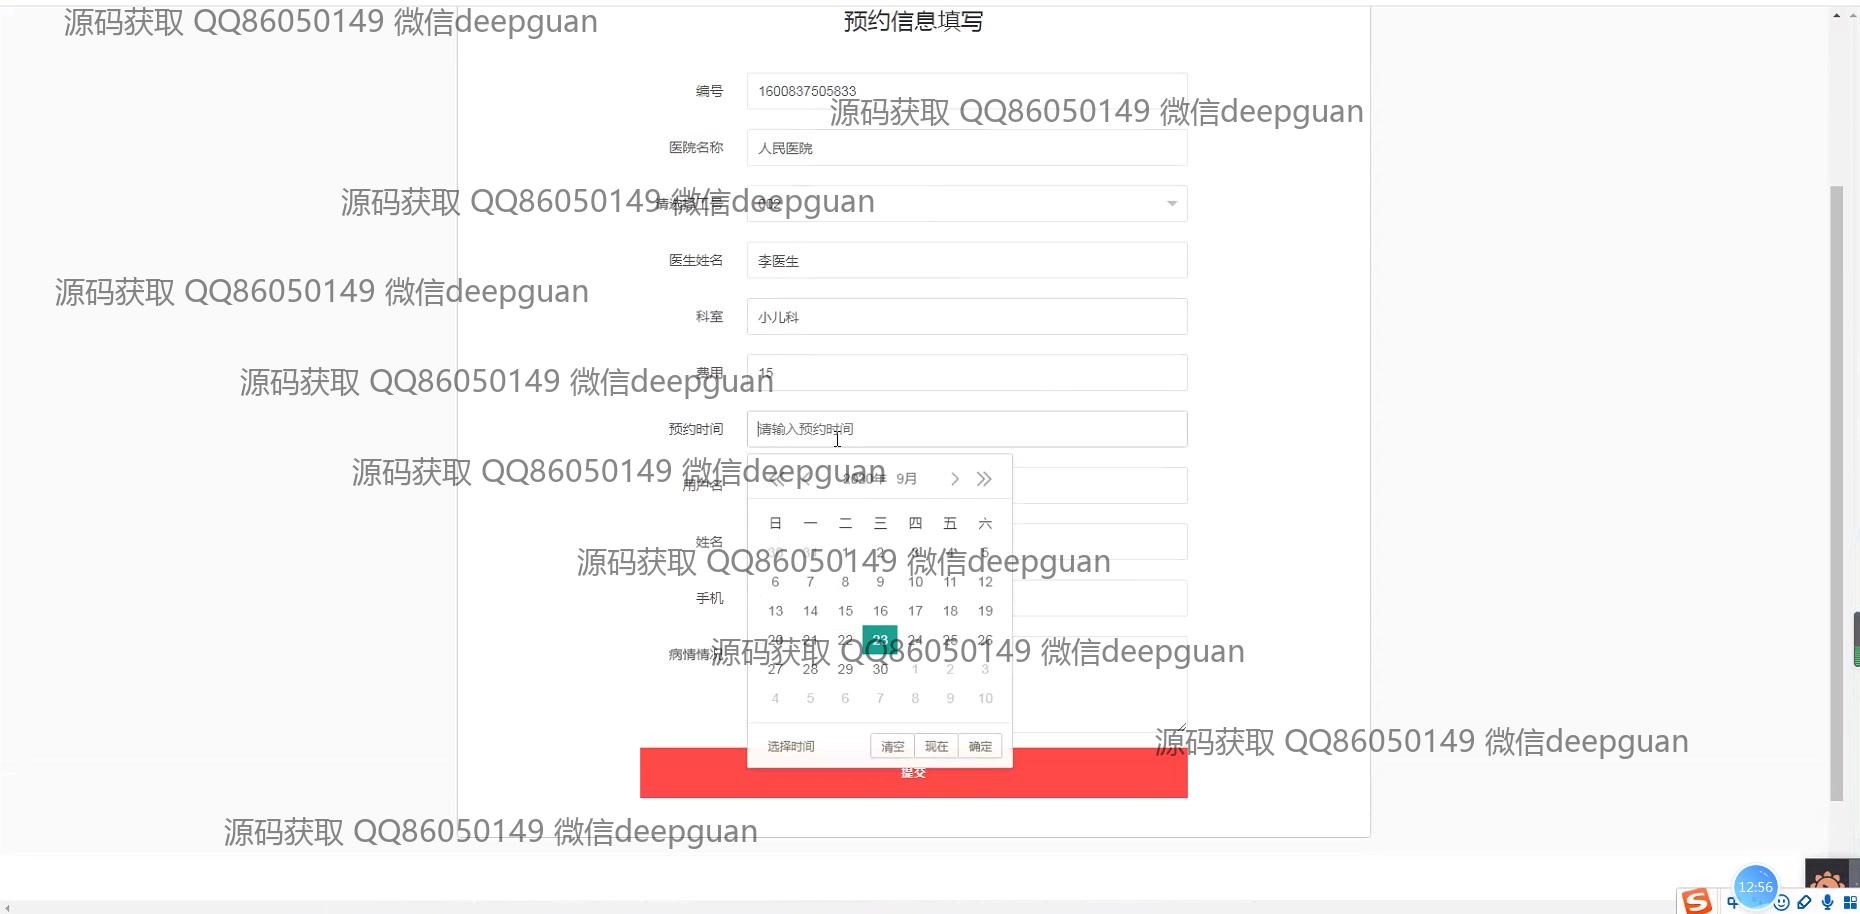 源码获取 QQ86050149 微信deepguan
预约信息填写
编号 1600837505833
源码获取 QQ86050149 微信deepguan
医院名称 人民医院
源码获取 QQ86050149 微信deepguan
002
医生姓名 李医生
源码获取 QQ86050149 微信deepguan
科室 小儿科
费用 15
源码获取 QQ86050149 微信deepguan
预约时间 请输入预约时间
源码获取 QQ86050149 微信deepguan
2020年 9月
用户名
日 一 二 三 四 五 六
姓名
30 31 1 2 3 4 5
源码获取 QQ86050149 微信deepguan
6 7 8 9 10 11 12
手机
13 14 15 16 17 18 19
20 21 22 23 24 25 26
病情情况
源码获取 QQ86050149 微信deepguan
27 28 29 30 1 2 3
4 5 6 7 8 9 10
选择时间 清空 现在 确定
源码获取 QQ86050149 微信deepguan
提交
源码获取 QQ86050149 微信deepguan
12:56